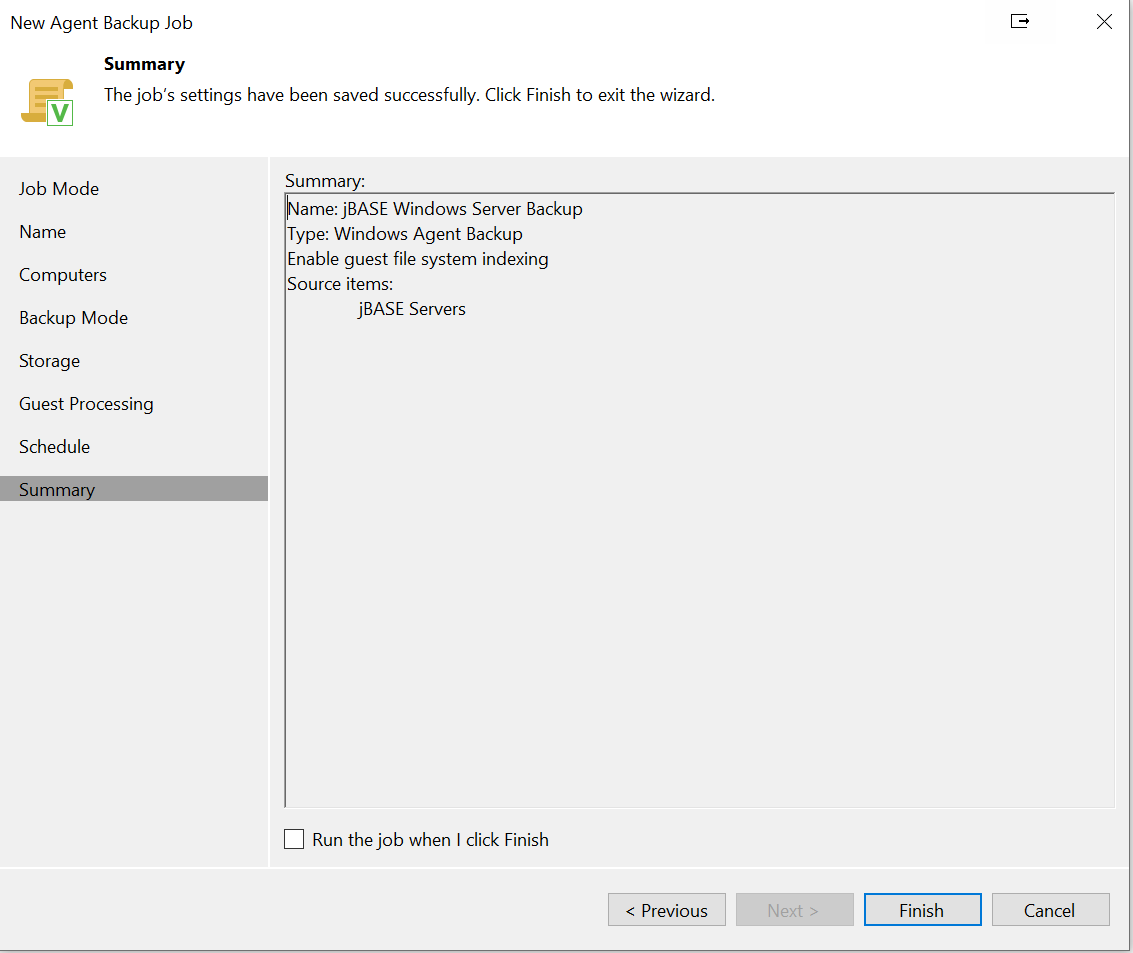 New Agent Backup Job
Summary
The job's settings have been saved successfully. Click Finish to exit the wizard.
V
Job Mode
Name
Computers
Backup Mode
Storage
Guest Processing
Schedule
Summary
Summary:
Name: jBASE Windows Server Backup
Type: Windows Agent Backup
Enable guest file system indexing
Source items:
jBASE Servers
Run the job when I click Finish
< Previous
Next >
Finish
Cancel